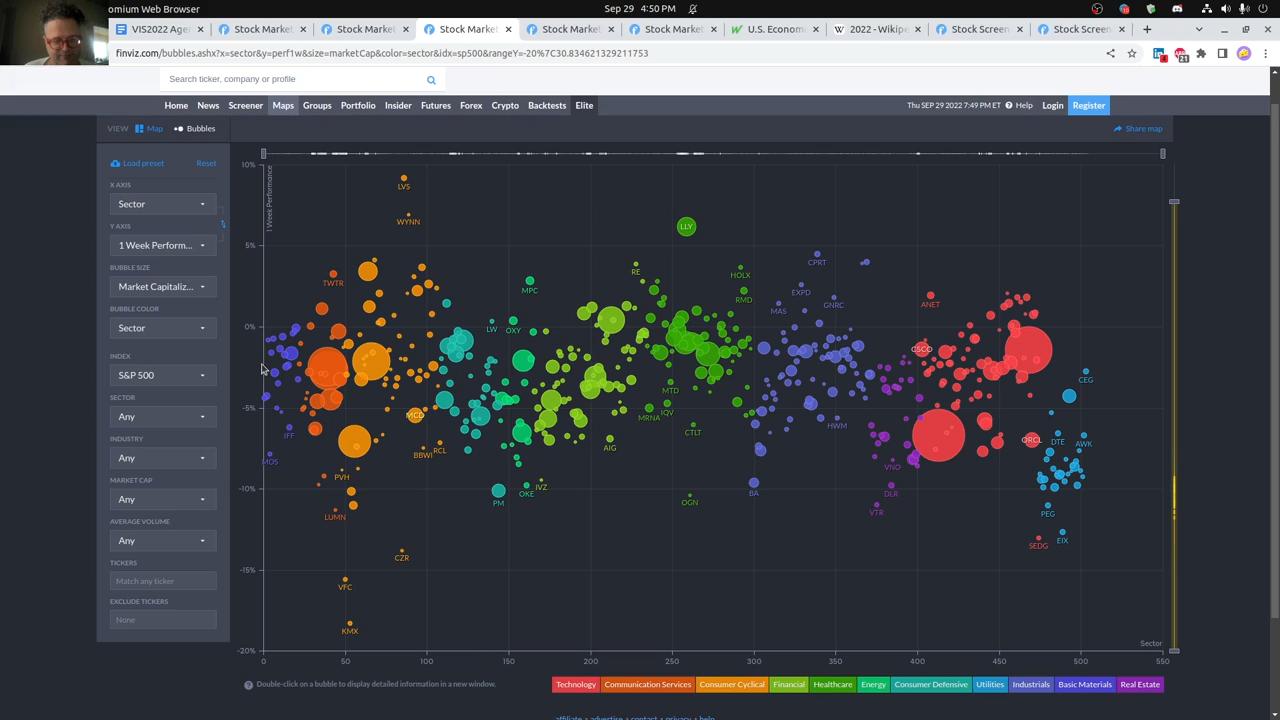 omium Web Browser
Sep 29 4:50 PM
VIS2022 Age
Stock Market
Stock Market
Stock Market
Stock Market
Stock Market
U.S. Econom
2022 - Wikipe
Stock Screen
Stock Screen
finviz.com/bubbles.ashx?x=sector&y=perf1w&size=marketCap&color=sector&idx=sp500&rangeY=-20%7C30.834621329211753
4
21
Search ticker, company or profile
Home News Screener Maps Groups Portfolio Insider Futures Forex Crypto Backtests Elite
Thu SEP 29 2022 7:49 PM ET Help Login Register
VIEW Map Bubbles
Share map
Load preset Reset
X AXIS
Sector
Y AXIS
1 Week Perform...
BUBBLE SIZE
Market Capitaliz...
BUBBLE COLOR
Sector
INDEX
S&P 500
SECTOR
Any
INDUSTRY
Any
MARKET CAP
Any
AVERAGE VOLUME
Any
TICKERS
Match any ticker
EXCLUDE TICKERS
None
1 Week Performance
10%
5%
0%
-5%
-10%
-15%
-20%
LVS
WYNN
LLY
RE
CPRT
HOLX
TWTR
MPC
EXPD
RMD
ANET
MAS
GNRC
LW
OXY
CSCO
CEG
MTD
MCD
MRNA
IQV
HWM
CTLT
IFF
ORCL
DTE
AWK
AIG
RCL
BBWI
MOS
VNO
PVH
IVZ
BA
DLR
OKE
PM
OGN
VTR
PEG
LUMN
EIX
SEDG
CZR
VFC
KMX
Sector
0 50 100 150 200 250 300 350 400 450 500 550
Double-click on a bubble to display detailed information in a new window.
Technology Communication Services Consumer Cyclical Financial Healthcare Energy Consumer Defensive Utilities Industrials Basic Materials Real Estate
affiliate • advertise • contact • privacy • help